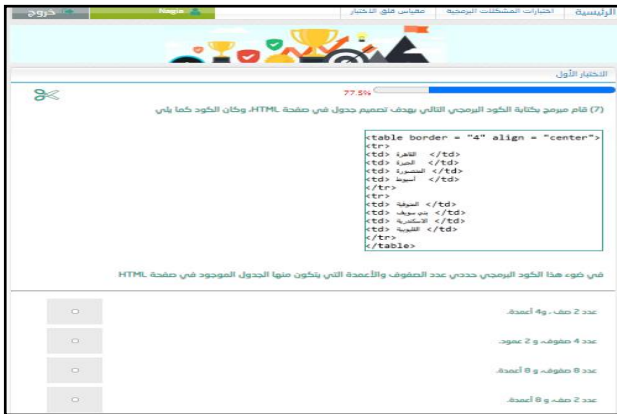 الرئيسية اختبارات المشكلات البرمجية مقياس قلق الاختبار Nagia خروج
الاختبار الأول
77.5%
(7) قام مبرمج بكتابة الكود البرمجي التالي بهدف تصميم جدول في صفحة HTML، وكان الكود كما يلي
<table border = "4" align = "center">
<tr>
<td> القاهرة </td>
<td> الجيزة </td>
<td> المنصورة </td>
<td> أسيوط </td>
</tr>
<tr>
<td> المنوفية </td>
<td> بني سويف </td>
<td> الأسكندرية </td>
<td> القليوبية </td>
</tr>
</table>
في ضوء هذا الكود البرمجي حددي عدد الصفوف والأعمدة التي يتكون منها الجدول الموجود في صفحة HTML
عدد 2 صف ، و4 أعمدة.
عدد 4 صفوف، و 2 عمود.
عدد 8 صفوف، و 8 أعمدة.
عدد 2 صف، و 8 أعمدة.